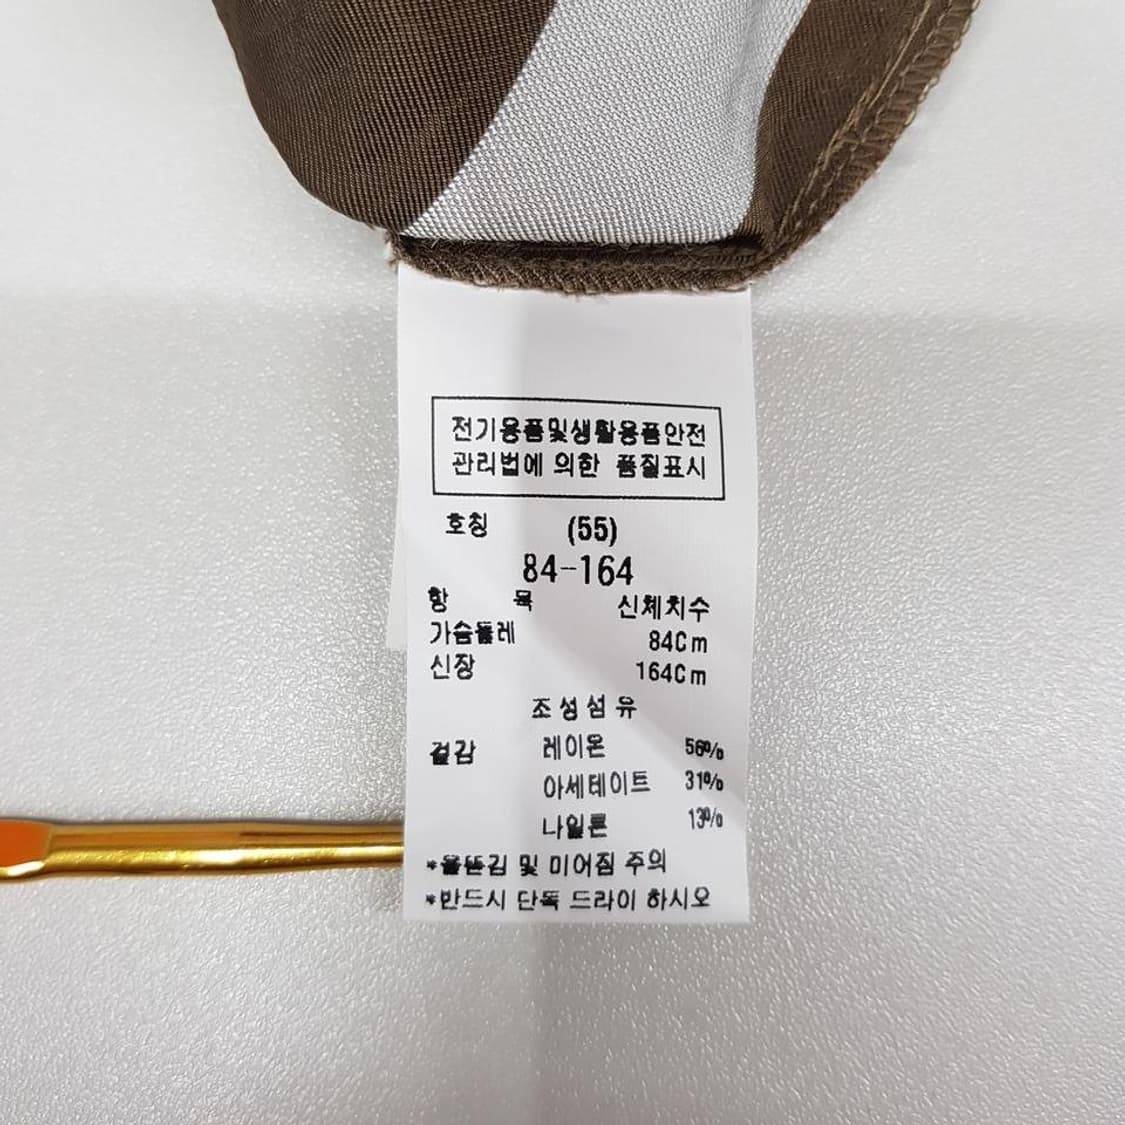 전기용품및생활용품안전
관리법에 의한 품질표시
호칭 (55)
84-164
항 목 신체치수
가슴둘레 84Cm
신장 164Cm
조성섬유
겉감 레이온 56%
아세테이트 31%
나일론 13%
*올뜯김 및 미어짐 주의
*반드시 단독 드라이 하시오